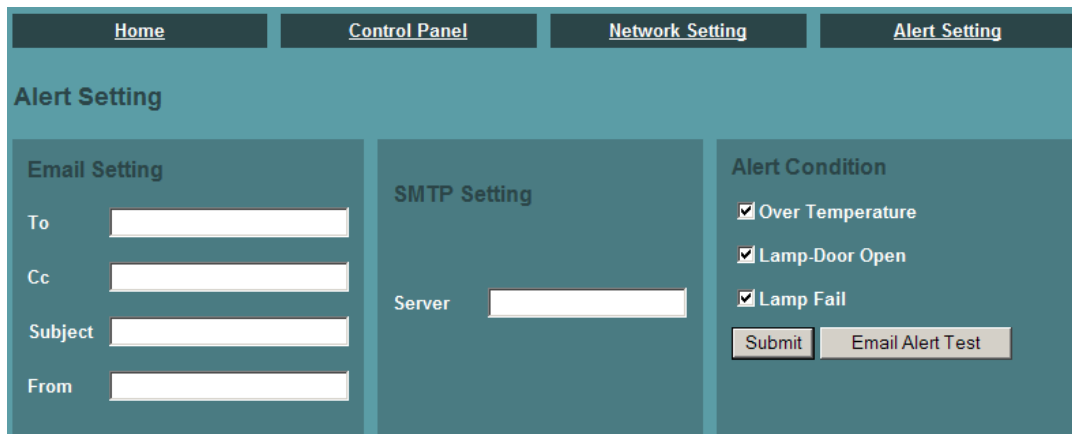 Home Control Panel Network Setting Alert Setting
Alert Setting
Email Setting
To
Cc
Subject
From
SMTP Setting
Server
Alert Condition
Over Temperature
Lamp-Door Open
Lamp Fail
Submit Email Alert Test